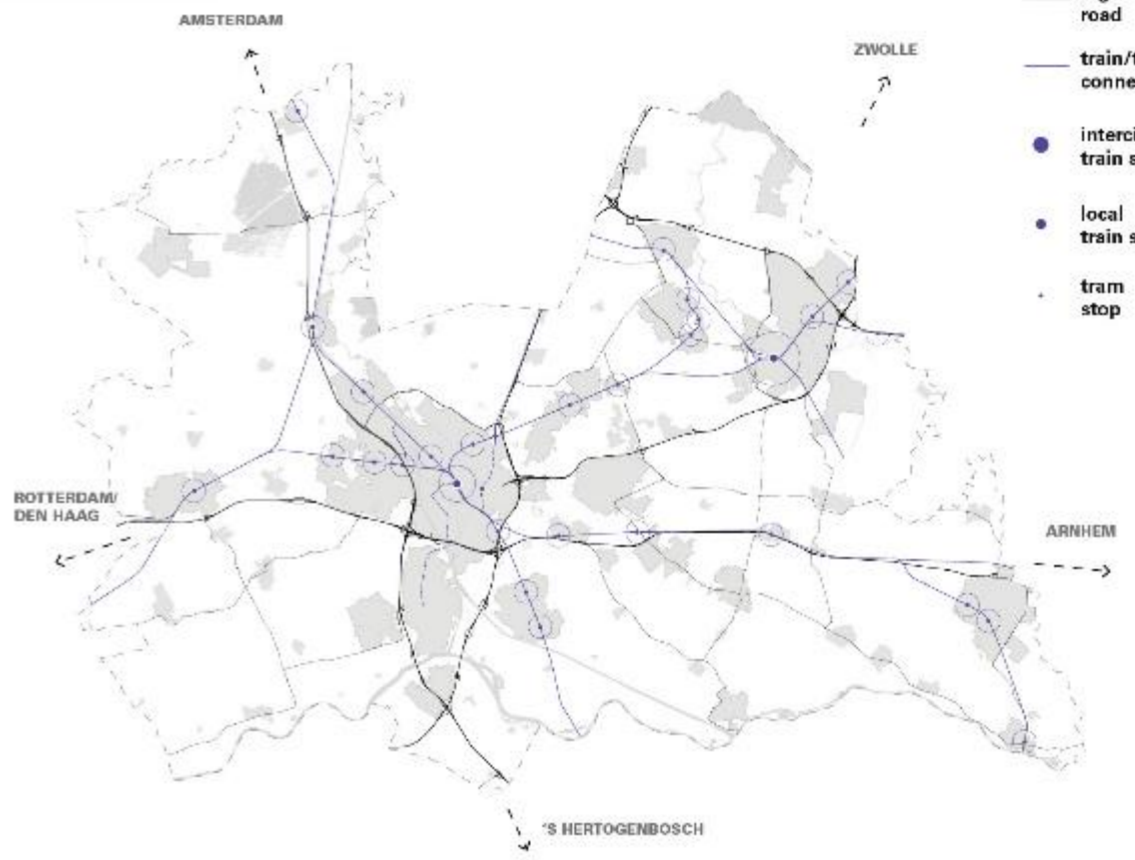 AMSTERDAM
ZWOLLE
ROTTERDAM/
DEN HAAG
ARNHEM
'S HERTOGENBOSCH
road
train/
conne
interci
train s
local
train s
tram
stop